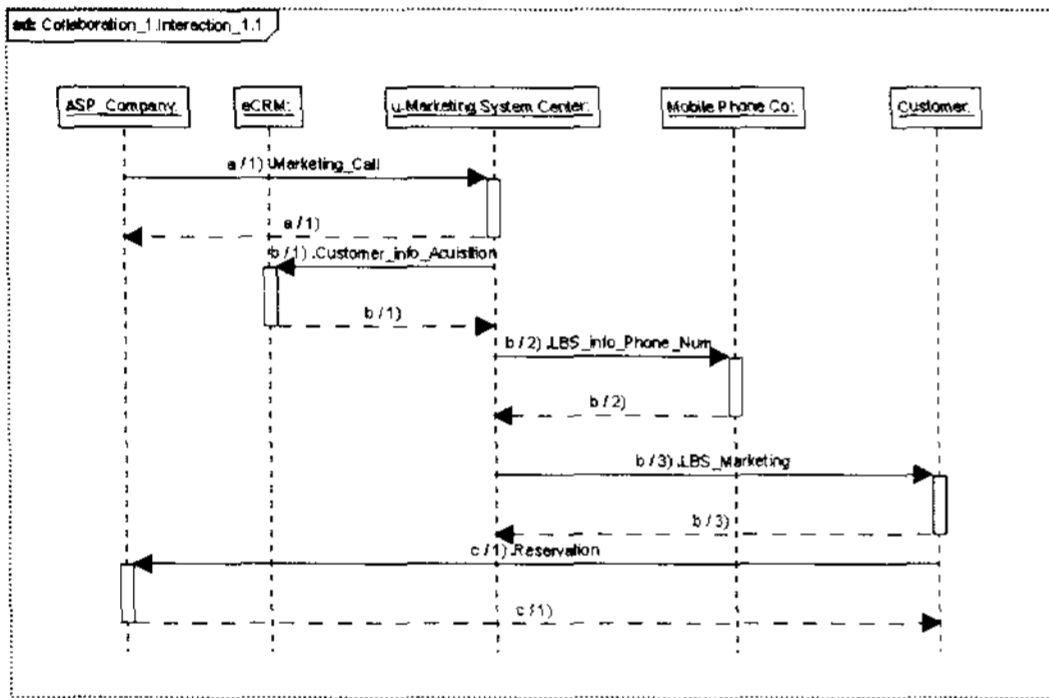 sd: Collaboration_1.Interaction_1.1
ASP_Company:
eCRM:
u-Marketing System Center:
Mobile Phone Co:
Customer:
a / 1) .Marketing_Call
a / 1)
b / 1) .Customer_info_Acuisition
b / 1)
b / 2) .LBS_info_Phone_Num
b / 2)
b / 3) .LBS_Marketing
b / 3)
c / 1) .Reservation
c / 1)